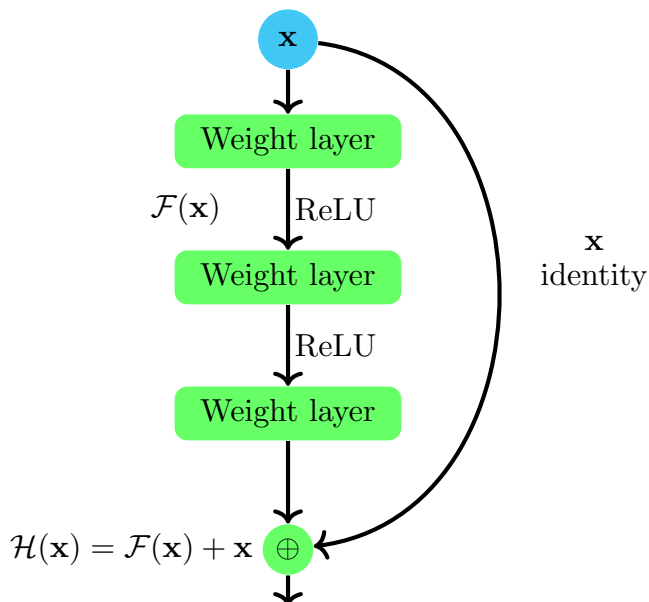 x
Weight layer
ℱ(x)
ReLU
x
identity
Weight layer
ReLU
Weight layer
ℋ(x) = ℱ(x) + x ⊕